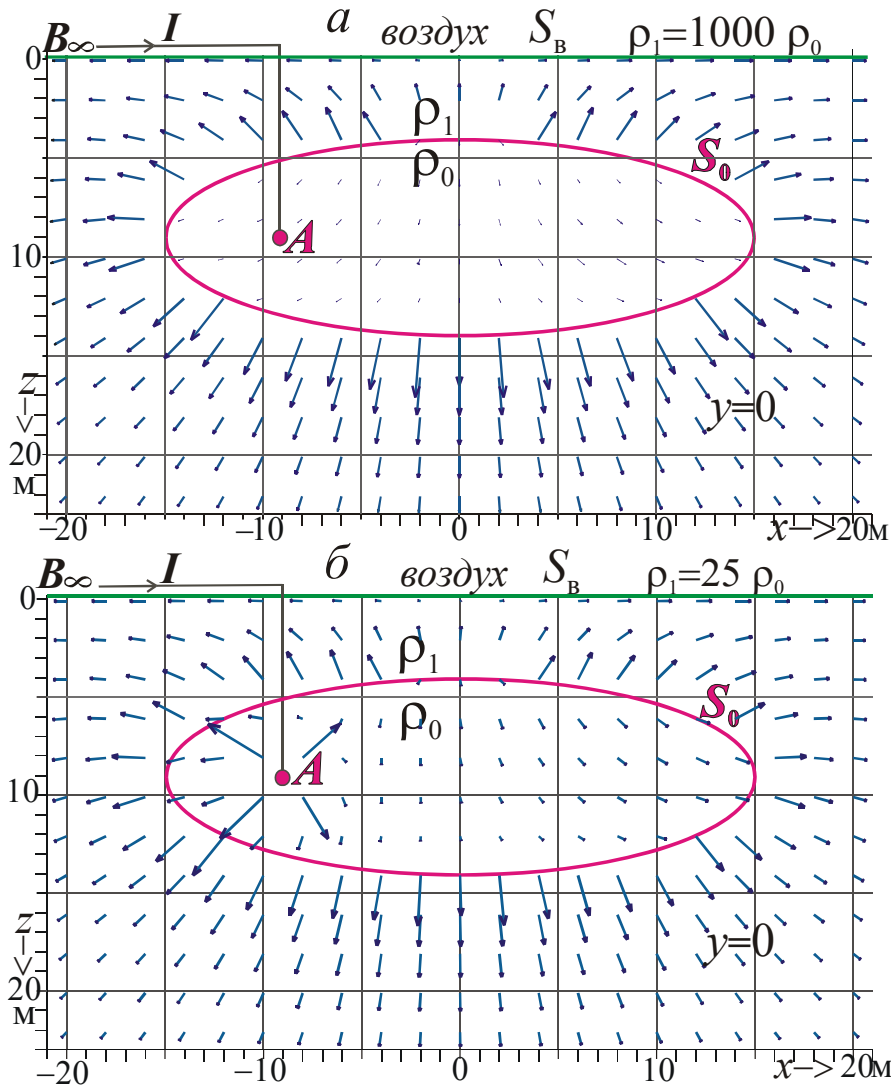 B∞ I а воздух Sв ρ₁=1000 ρ₀
0
ρ₁
S₀
ρ₀
A
10
y=0
z –>
20
м
–20 –10 0 10 x–>20м
B∞ I б воздух Sв ρ₁=25 ρ₀
0
ρ₁
S₀
ρ₀
A
10
y=0
z –>
20
м
–20 –10 0 10 x–>20м